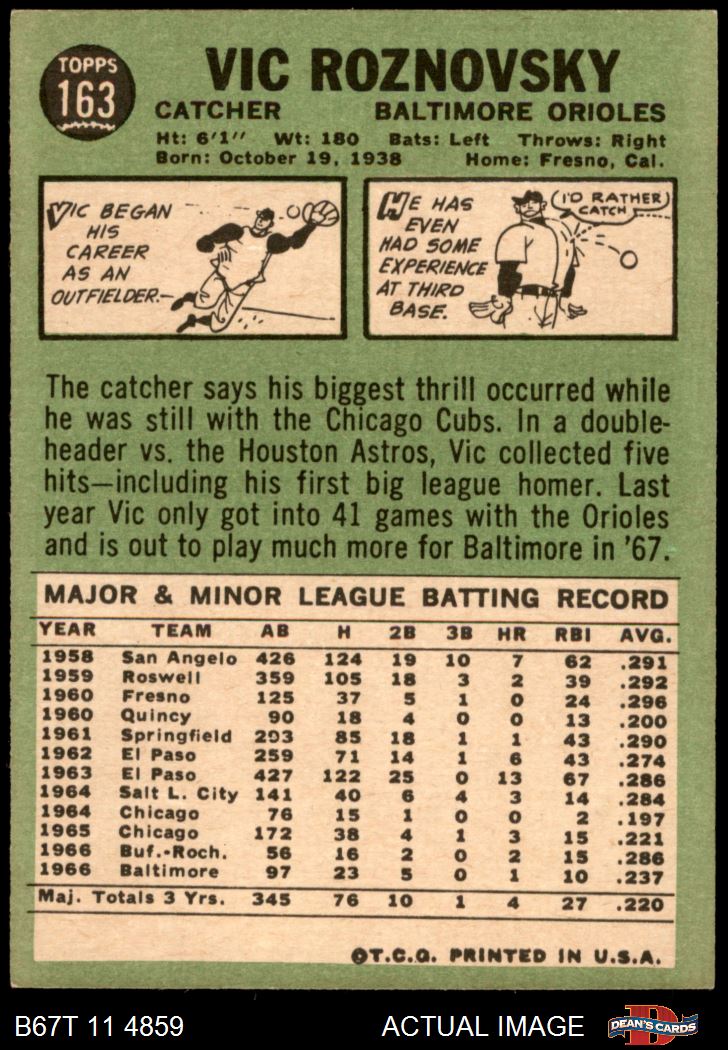 TOPPS
163
VIC ROZNOVSKY
CATCHER BALTIMORE ORIOLES
Ht: 6'1" Wt: 180 Bats: Left Throws: Right
Born: October 19, 1938 Home: Fresno, Cal.
VIC BEGAN
HIS
CAREER
AS AN
OUTFIELDER.—
HE HAS
EVEN
HAD SOME
EXPERIENCE
AT THIRD
BASE.
I'D RATHER
CATCH
The catcher says his biggest thrill occurred while
he was still with the Chicago Cubs. In a double-
header vs. the Houston Astros, Vic collected five
hits—including his first big league homer. Last
year Vic only got into 41 games with the Orioles
and is out to play much more for Baltimore in '67.
MAJOR & MINOR LEAGUE BATTING RECORD
YEAR TEAM AB H 2B 3B HR RBI AVG.
1958 San Angelo 426 124 19 10 7 62 .291
1959 Roswell 359 105 18 3 2 39 .292
1960 Fresno 125 37 5 1 0 24 .296
1960 Quincy 90 18 4 0 0 13 .200
1961 Springfield 293 85 18 1 1 43 .290
1962 El Paso 259 71 14 1 6 43 .274
1963 El Paso 427 122 25 0 13 67 .286
1964 Salt L. City 141 40 6 4 3 14 .284
1964 Chicago 76 15 1 0 0 2 .197
1965 Chicago 172 38 4 1 3 15 .221
1966 Buf.-Roch. 56 16 2 0 2 15 .286
1966 Baltimore 97 23 5 0 1 10 .237
Maj. Totals 3 Yrs. 345 76 10 1 4 27 .220
©T.C.G. PRINTED IN U.S.A.
B67T 11 4859 ACTUAL IMAGE D DEAN'S CARDS